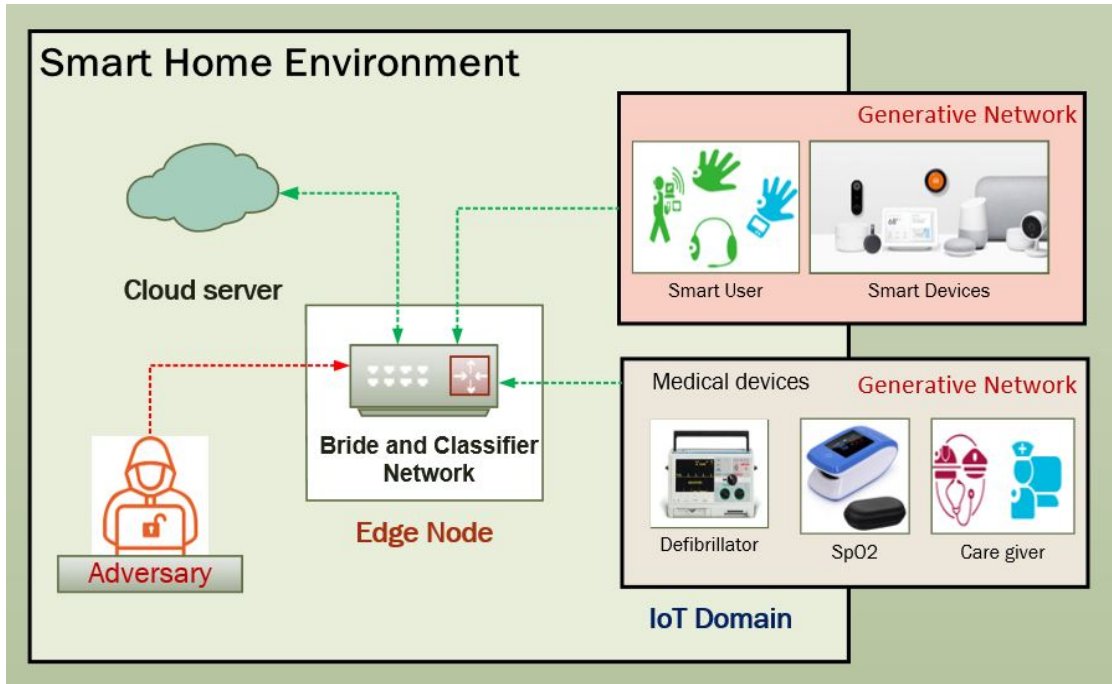 Smart Home Environment
Generative Network
Smart User
Smart Devices
Cloud server
Bride and Classifier
Network
Edge Node
Adversary
Medical devices
Generative Network
Defibrillator
SpO2
Care giver
IoT Domain